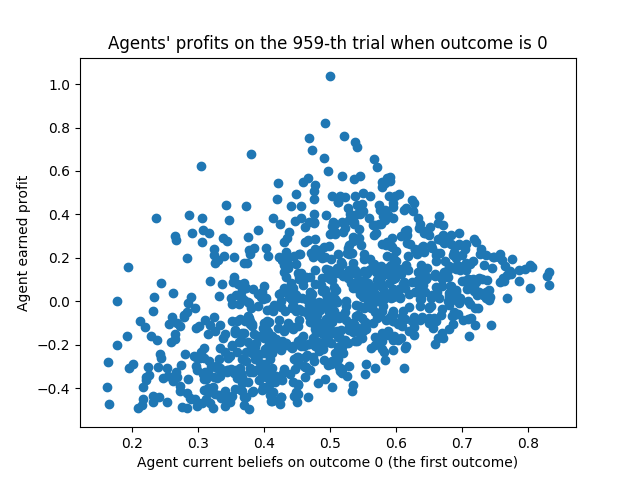 Agents' profits on the 959-th trial when outcome is 0
Agent earned profit
1.0
0.8
0.6
0.4
0.2
0.0
−0.2
−0.4
0.2 0.3 0.4 0.5 0.6 0.7 0.8
Agent current beliefs on outcome 0 (the first outcome)